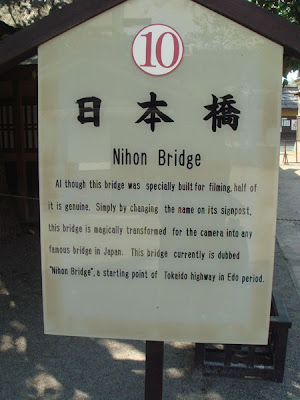 10
日本橋
Nihon Bridge
Al though this bridge was specially built for filming, half of
it is genuine. Simply by changing the name on its signpost,
this bridge is magically transformed for the camera into any
famous bridge in Japan. This bridge currently is dubbed
"Nihon Bridge", a starting point of Tokaido highway in Edo period.